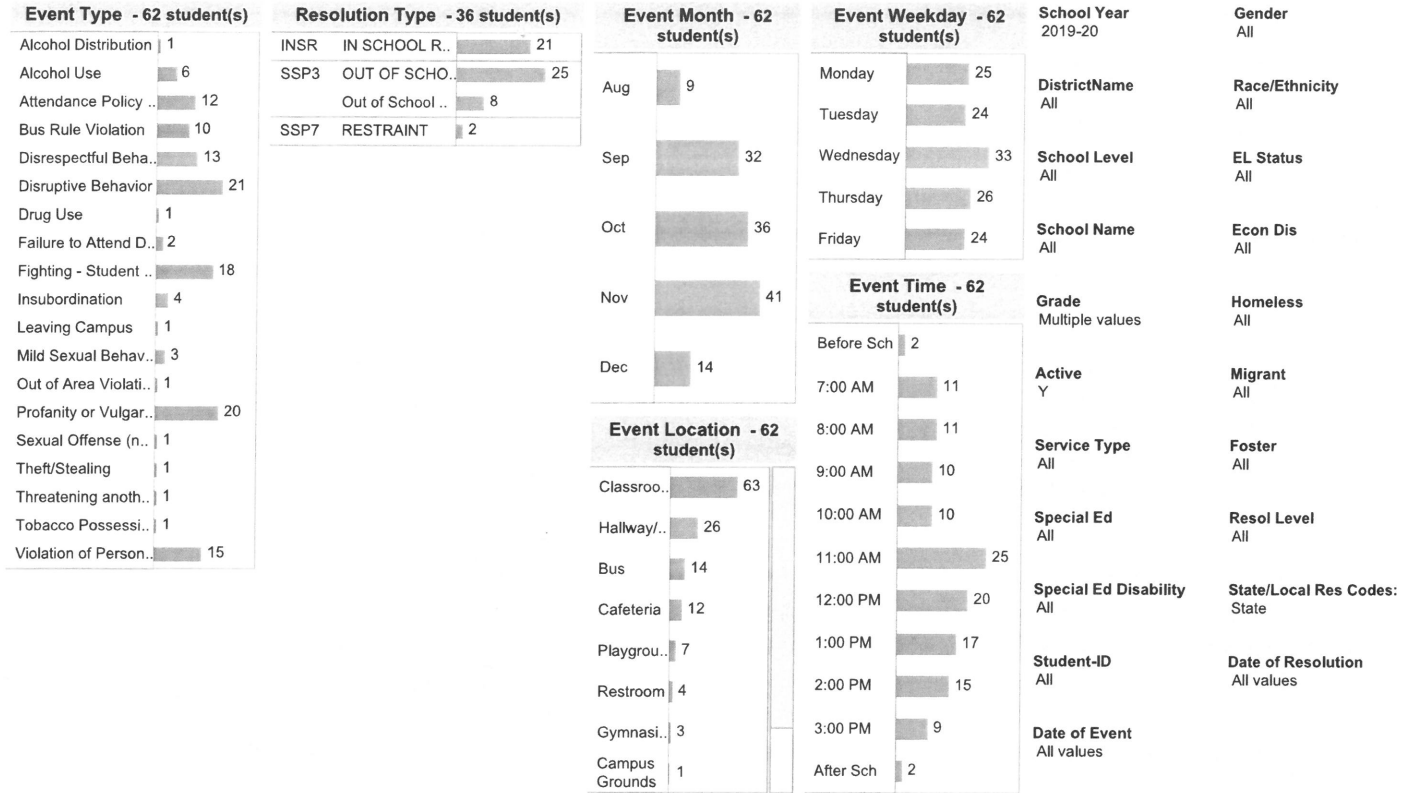 Event Type - 62 student(s)
Alcohol Distribution 1
Alcohol Use 6
Attendance Policy .. 12
Bus Rule Violation 10
Disrespectful Beha.. 13
Disruptive Behavior 21
Drug Use 1
Failure to Attend D.. 2
Fighting - Student .. 18
Insubordination 4
Leaving Campus 1
Mild Sexual Behav.. 3
Out of Area Violati.. 1
Profanity or Vulgar.. 20
Sexual Offense (n.. 1
Theft/Stealing 1
Threatening anoth.. 1
Tobacco Possessi.. 1
Violation of Person.. 15
Resolution Type - 36 student(s)
INSR IN SCHOOL R.. 21
SSP3 OUT OF SCHO.. 25
Out of School .. 8
SSP7 RESTRAINT 2
Event Month - 62
student(s)
Aug 9
Sep 32
Oct 36
Nov 41
Dec 14
Event Location - 62
student(s)
Classroo.. 63
Hallway/.. 26
Bus 14
Cafeteria 12
Playgrou.. 7
Restroom 4
Gymnasi.. 3
Campus
Grounds 1
Event Weekday - 62
student(s)
Monday 25
Tuesday 24
Wednesday 33
Thursday 26
Friday 24
Event Time - 62
student(s)
Before Sch 2
7:00 AM 11
8:00 AM 11
9:00 AM 10
10:00 AM 10
11:00 AM 25
12:00 PM 20
1:00 PM 17
2:00 PM 15
3:00 PM 9
After Sch 2
School Year
2019-20
DistrictName
All
School Level
All
School Name
All
Grade
Multiple values
Active
Y
Service Type
All
Special Ed
All
Special Ed Disability
All
Student-ID
All
Date of Event
All values
Gender
All
Race/Ethnicity
All
EL Status
All
Econ Dis
All
Homeless
All
Migrant
All
Foster
All
Resol Level
All
State/Local Res Codes:
State
Date of Resolution
All values